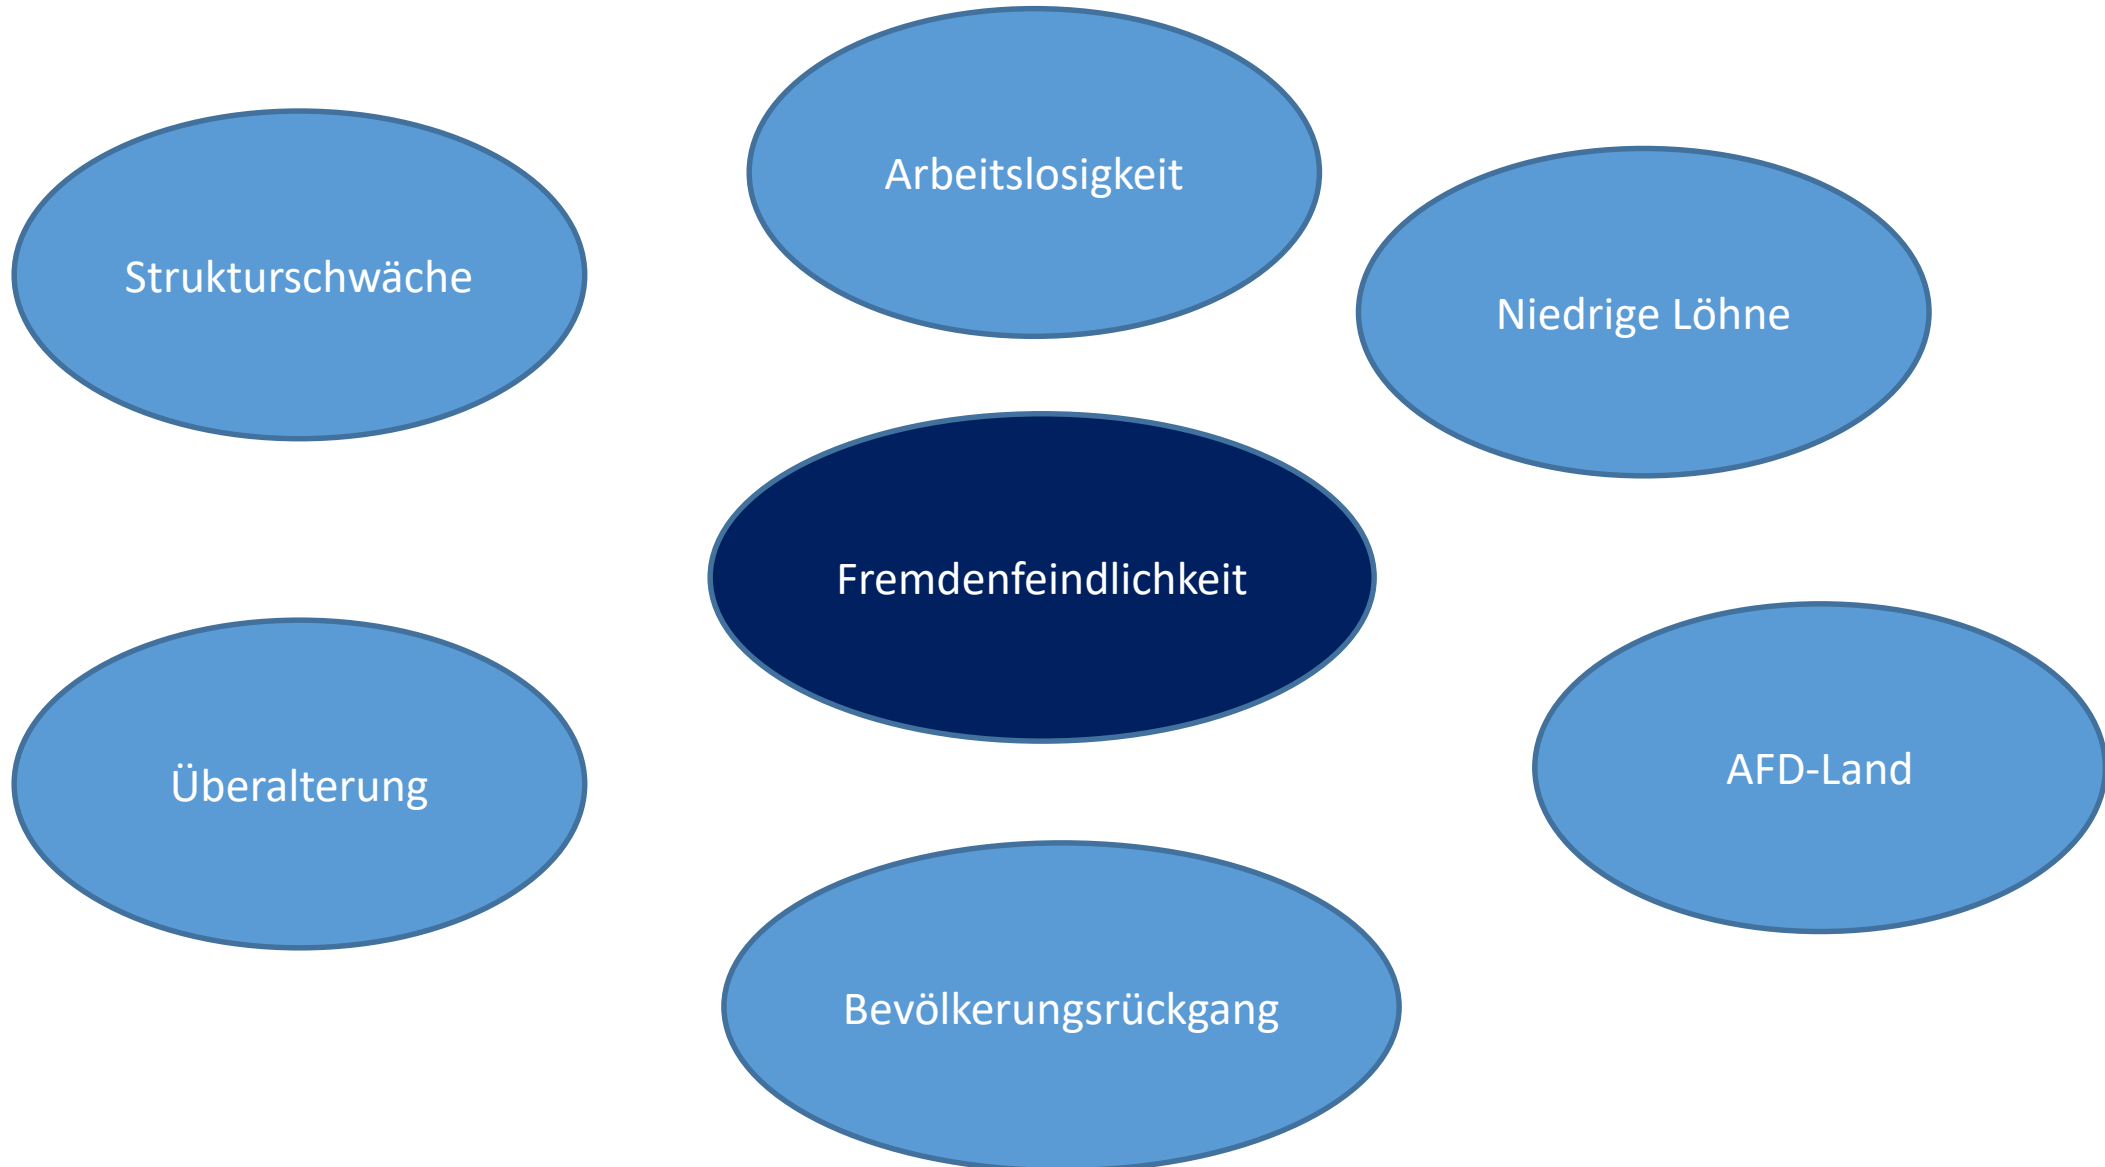 Arbeitslosigkeit
Strukturschwäche
Niedrige Löhne
Fremdenfeindlichkeit
Überalterung
AFD-Land
Bevölkerungsrückgang